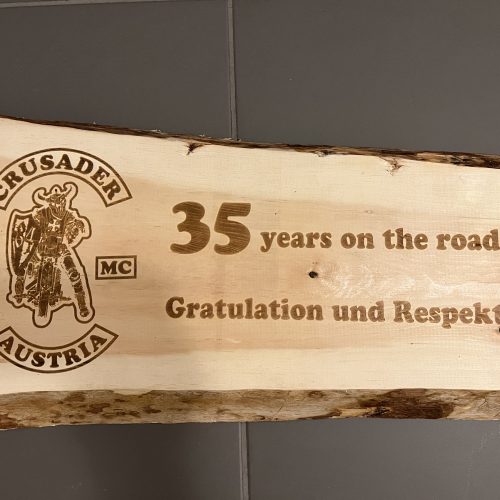 CRUSADER
MC
AUSTRIA
35 years on the road
Gratulation und Respekt